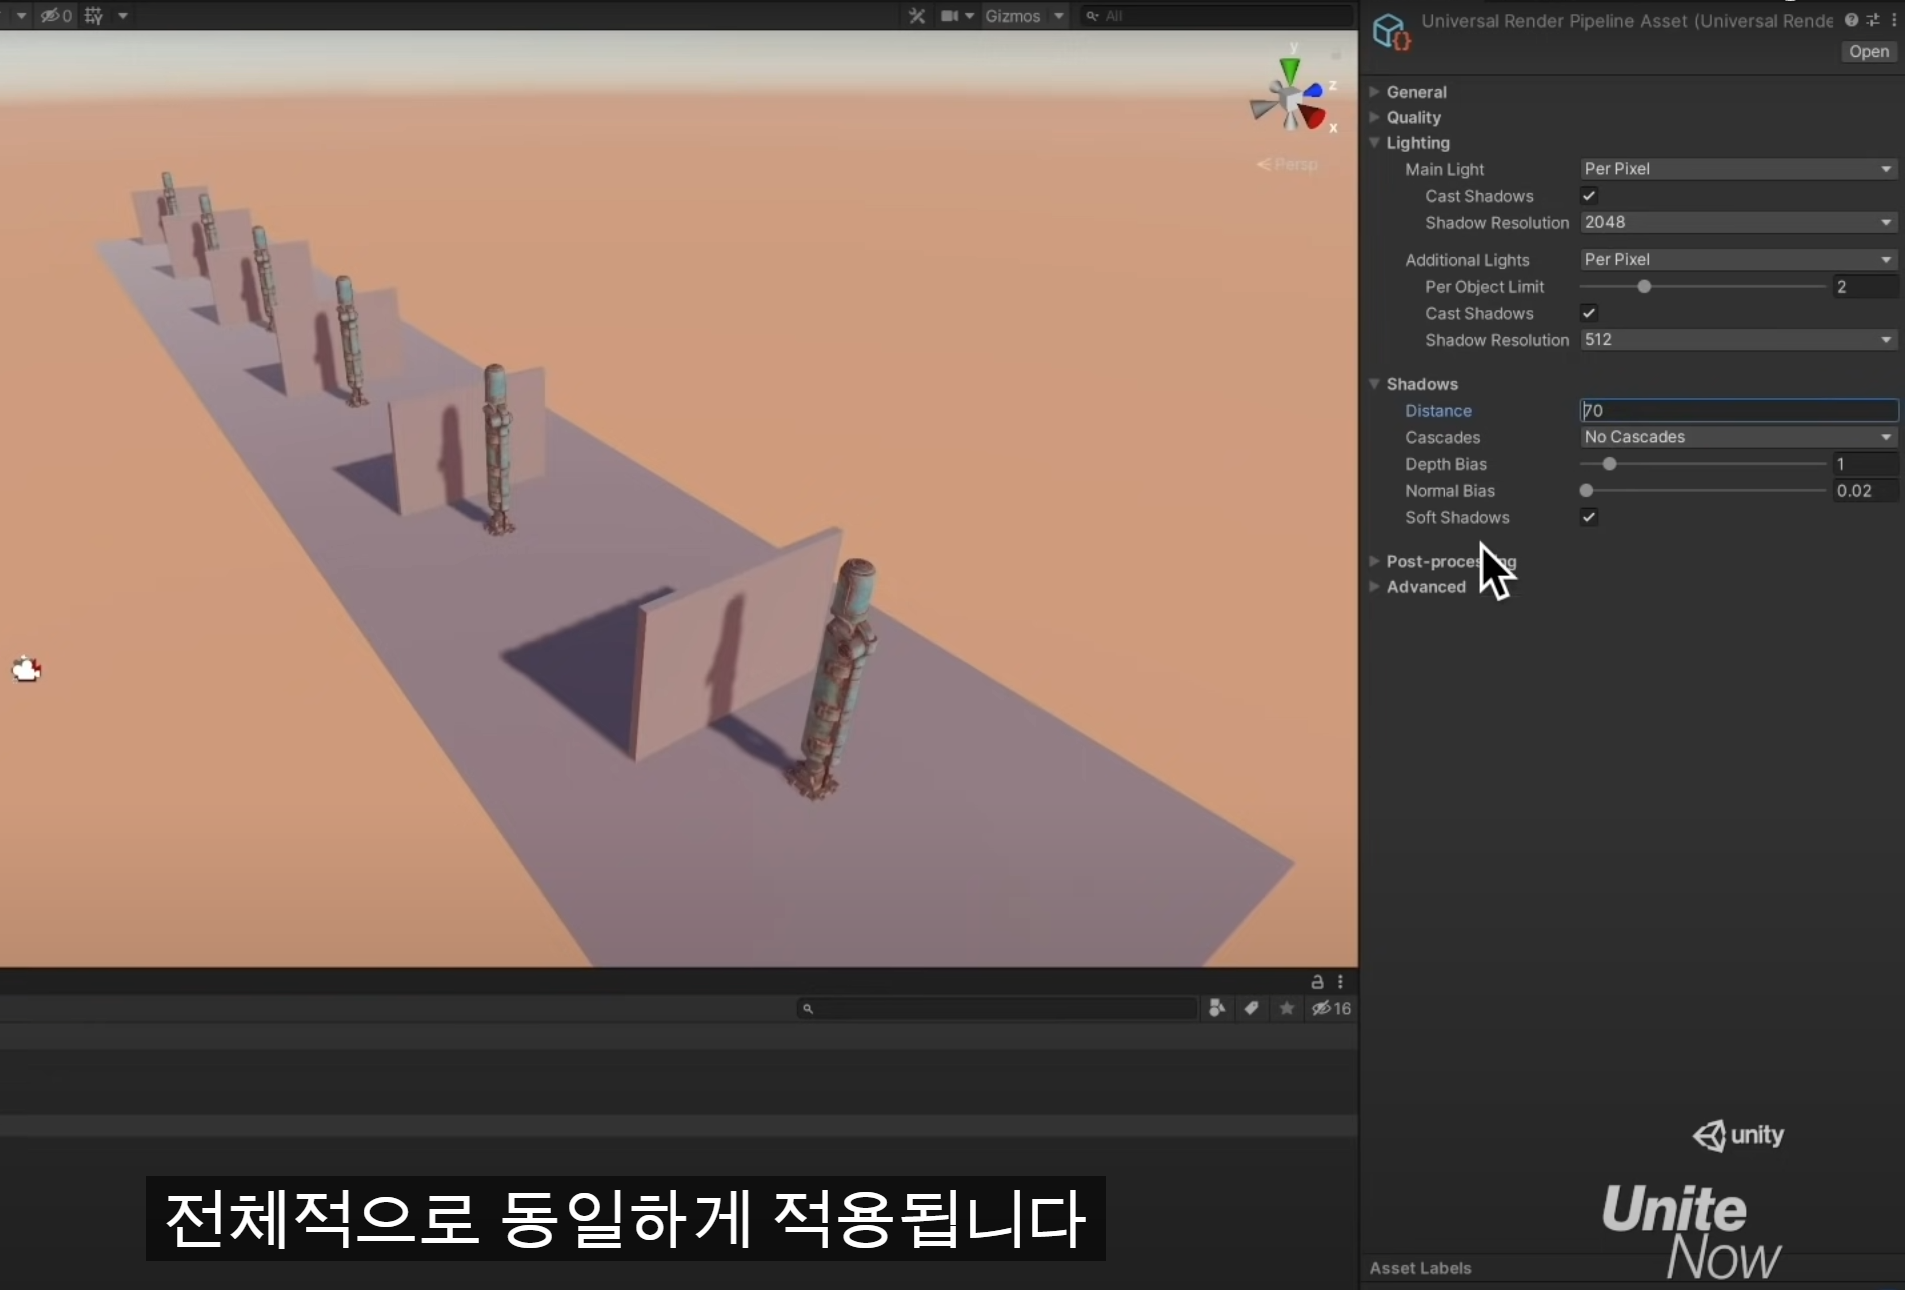 0
Gizmos
All
y
z
x
Persp
Universal Render Pipeline Asset (Universal Rende
Open
General
Quality
Lighting
Main Light
Per Pixel
Cast Shadows
Shadow Resolution
2048
Additional Lights
Per Pixel
Per Object Limit
2
Cast Shadows
Shadow Resolution
512
Shadows
Distance
70
Cascades
No Cascades
Depth Bias
1
Normal Bias
0.02
Soft Shadows
Post-processing
Advanced
16
unity
Unite
Now
전체적으로 동일하게 적용됩니다
Asset Labels